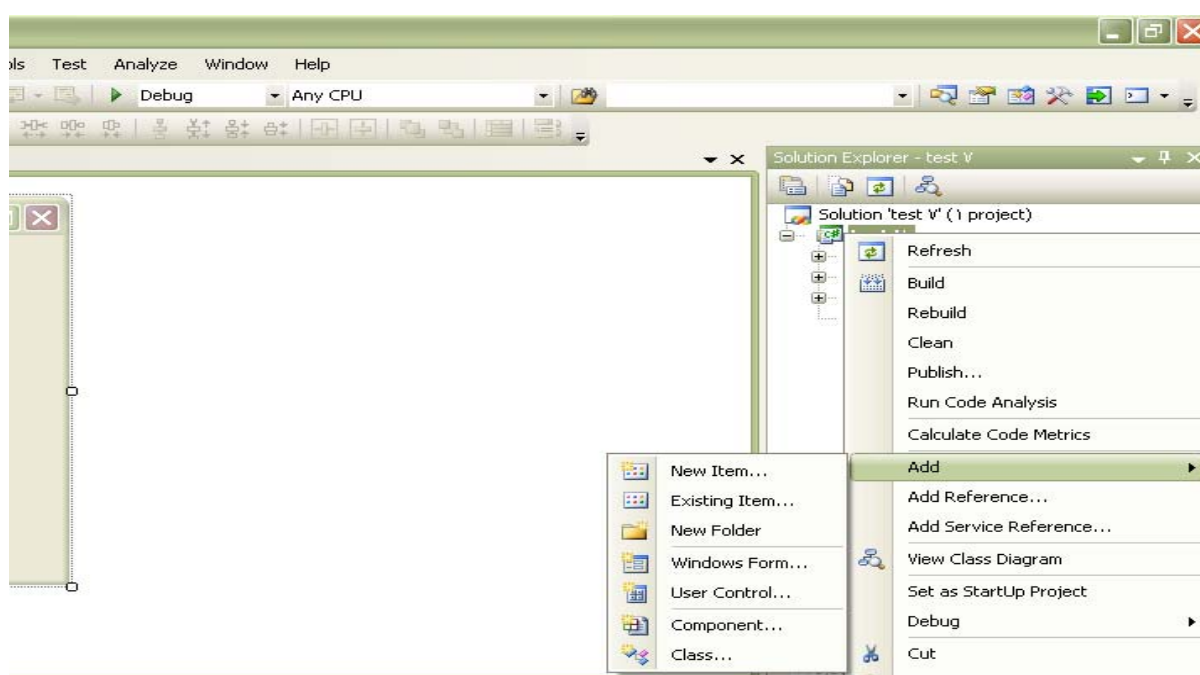 Test Analyze Window Help
Debug Any CPU
Solution Explorer - test V
Solution 'test V' (1 project)
Refresh
Build
Rebuild
Clean
Publish...
Run Code Analysis
Calculate Code Metrics
Add
New Item...
Existing Item...
New Folder
Windows Form...
User Control...
Component...
Class...
Add Reference...
Add Service Reference...
View Class Diagram
Set as StartUp Project
Debug
Cut